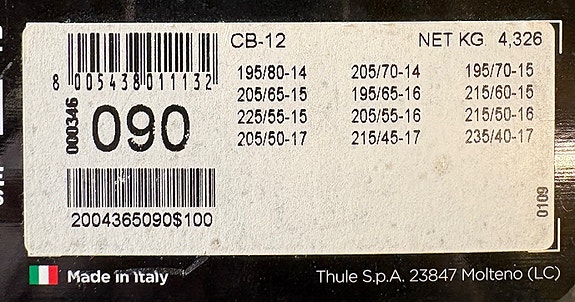 CB-12
NET KG 4,326
8 005438 011132
000346
090
195/80-14 205/70-14 195/70-15
205/65-15 195/65-16 215/60-15
225/55-15 205/55-16 215/50-16
205/50-17 215/45-17 235/40-17
2004365090$100
0109
Made in Italy
Thule S.p.A. 23847 Molteno (LC)